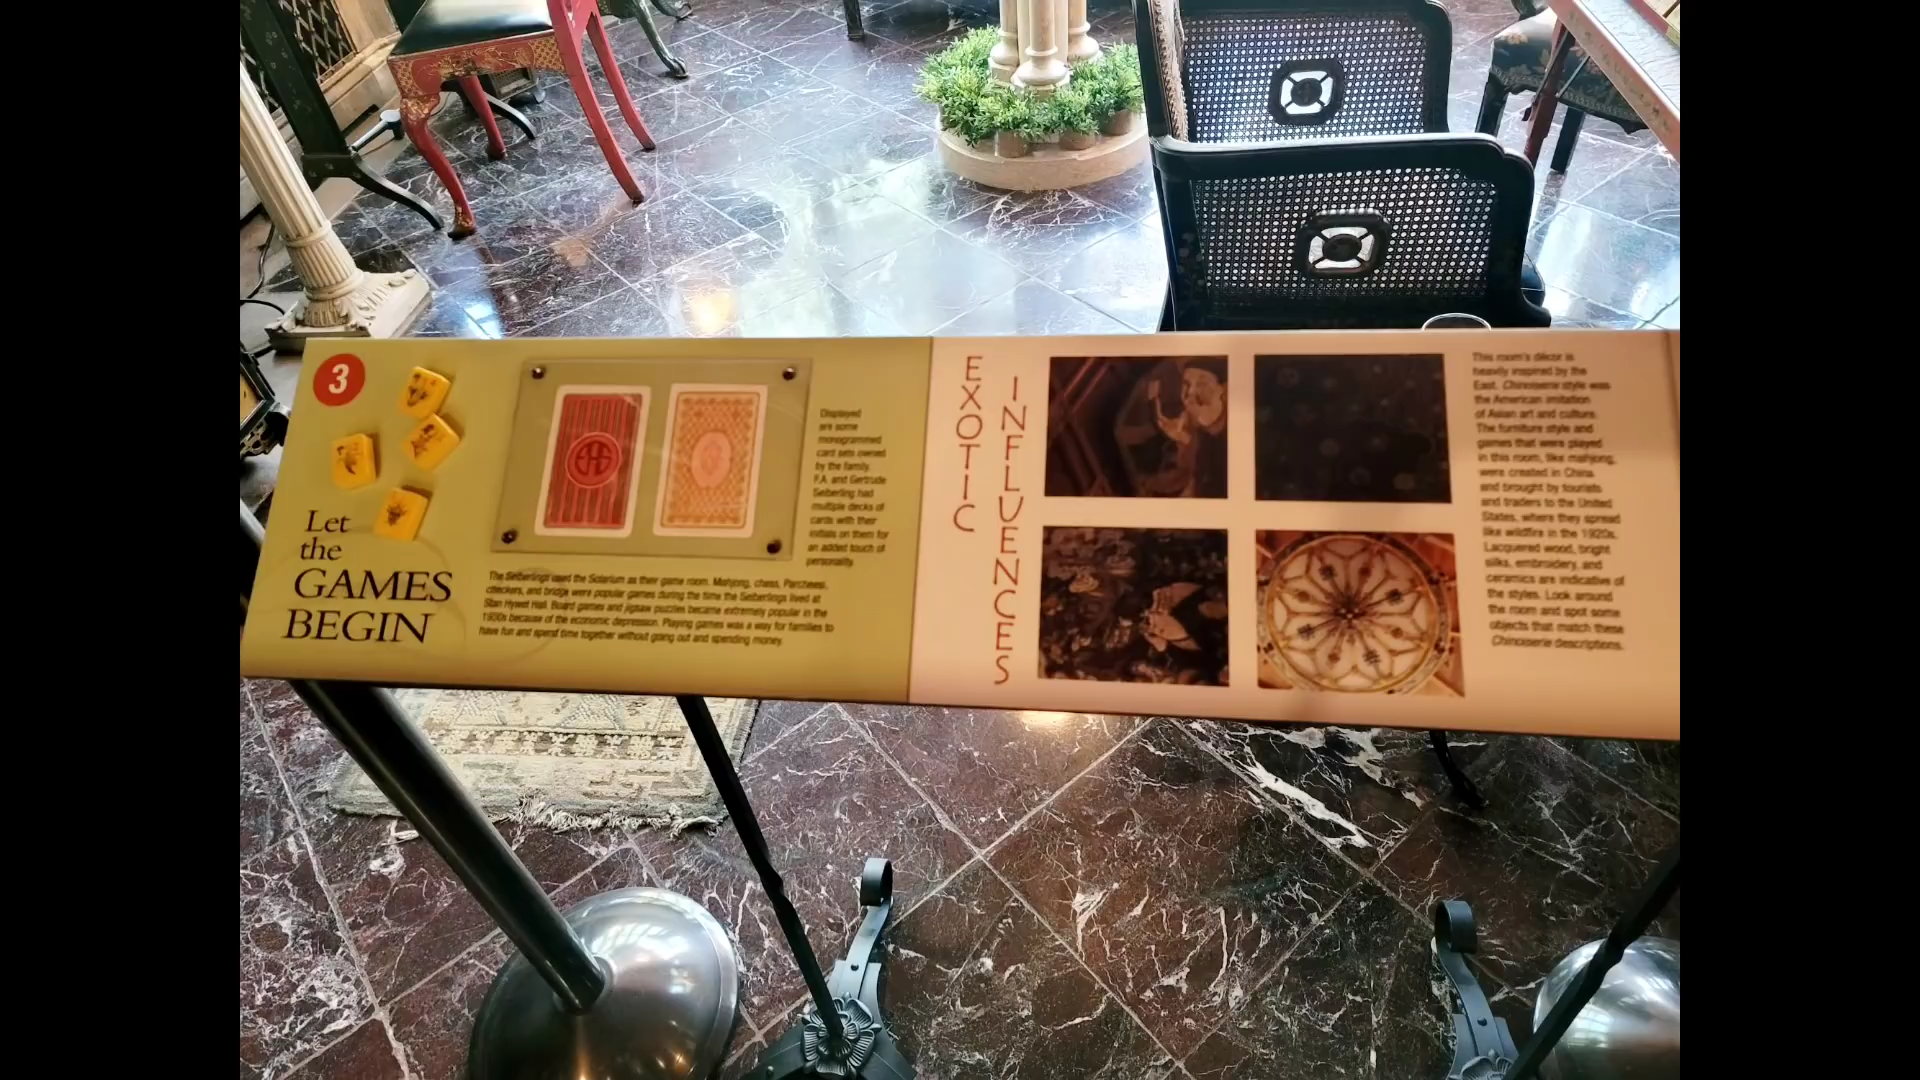 3
Let
the
GAMES
BEGIN
Displayed
are some
monogrammed
card sets owned
by the family.
F.A. and Gertrude
Seiberling had
multiple decks of
cards with their
initials on them for
an added touch of
personality.
The Seiberlings used the Solarium as their game room. Mahjong, chess, Parcheesi,
checkers, and bridge were popular games during the time the Seiberlings lived at
Stan Hywet Hall. Board games and jigsaw puzzles became extremely popular in the
1930s because of the economic depression. Playing games was a way for families to
have fun and spend time together without going out and spending money.
EXOTIC
INFLUENCES
This room's décor is
heavily inspired by the
East. Chinoiserie style was
the American imitation
of Asian art and culture.
The furniture style and
games that were played
in this room, like mahjong,
were created in China
and brought by tourists
and traders to the United
States, where they spread
like wildfire in the 1920s.
Lacquered wood, bright
silks, embroidery, and
ceramics are indicative of
the styles. Look around
the room and spot some
objects that match these
Chinoiserie descriptions.